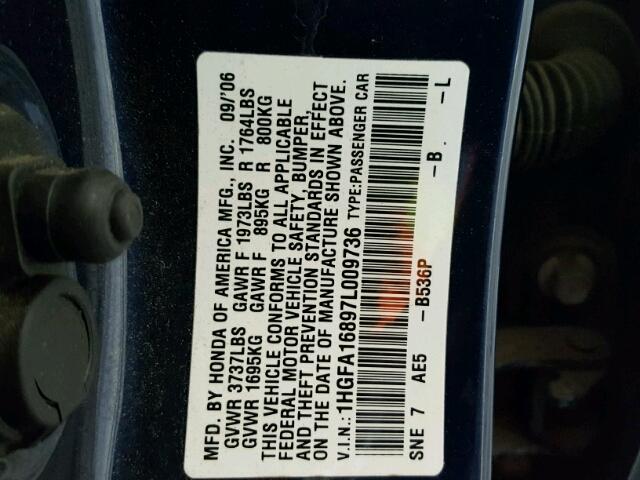 MFD. BY HONDA OF AMERICA MFG., INC. 09/'06
GVWR 3737LBS GAWR F 1973LBS R 1764LBS
GVWR 1695KG GAWR F 895KG R 800KG
THIS VEHICLE CONFORMS TO ALL APPLICABLE
FEDERAL MOTOR VEHICLE SAFETY, BUMPER,
AND THEFT PREVENTION STANDARDS IN EFFECT
ON THE DATE OF MANUFACTURE SHOWN ABOVE.
V.I.N.: 1HGFA16897L009736 TYPE:PASSENGER CAR
SNE 7 AE5 -B536P -B -L